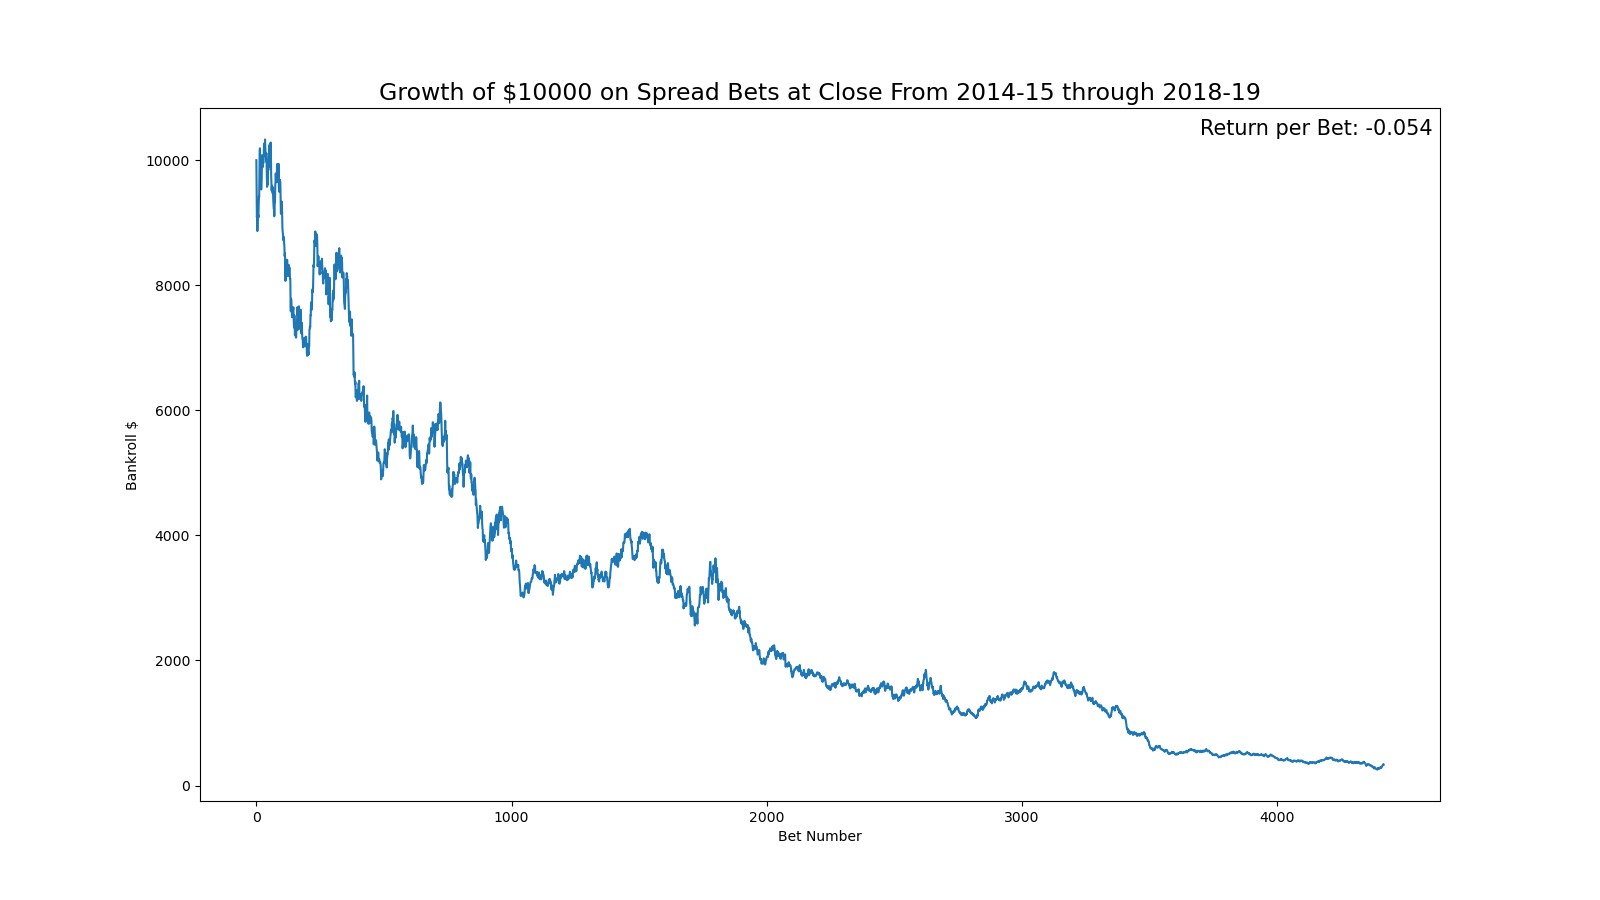 Growth of $10000 on Spread Bets at Close From 2014-15 through 2018-19
Return per Bet: -0.054
10000
8000
6000
4000
2000
0
Bankroll $
0 1000 2000 3000 4000
Bet Number